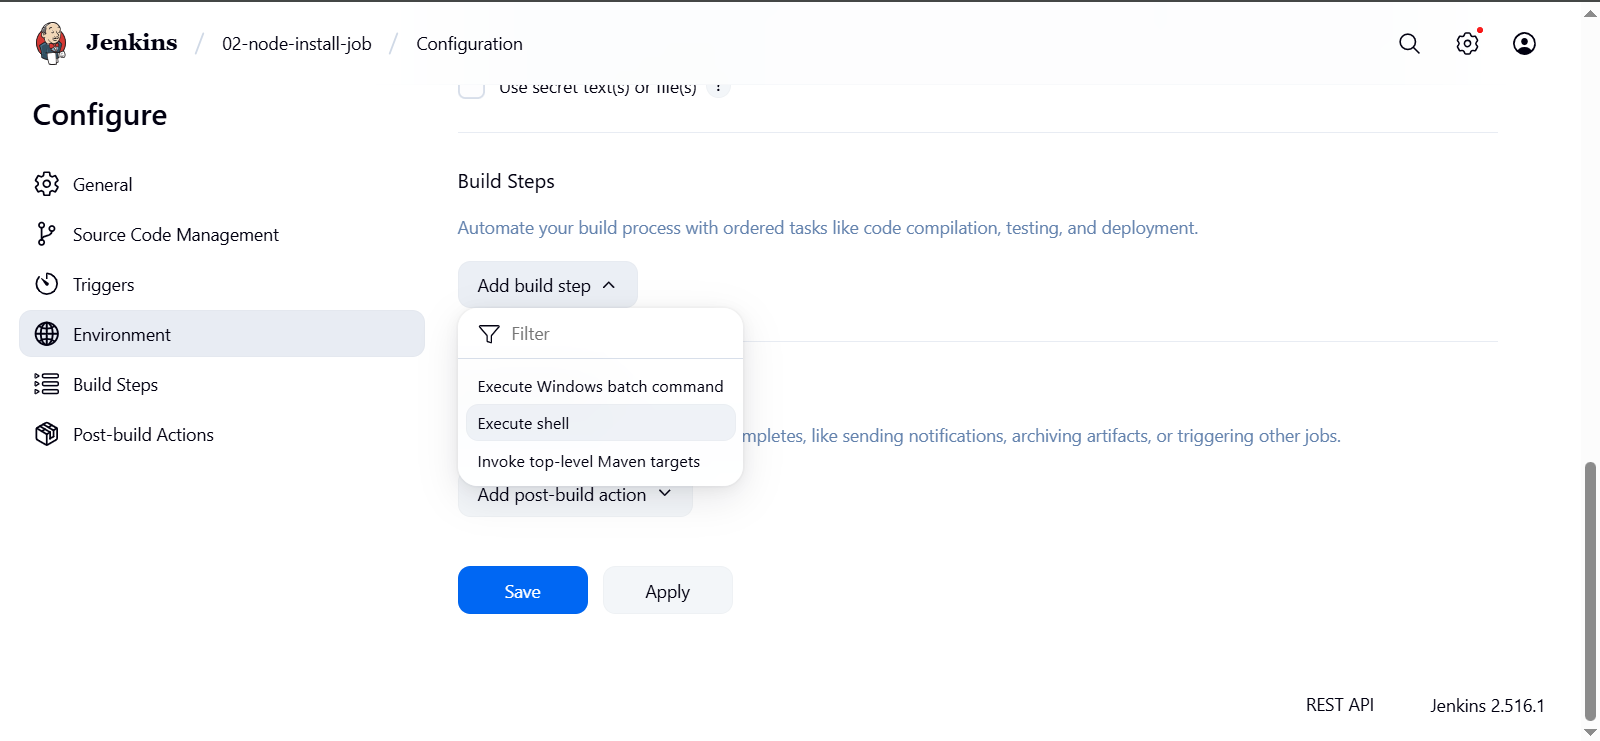 Jenkins / 02-node-install-job / Configuration
Configure
General
Source Code Management
Triggers
Environment
Build Steps
Post-build Actions
Use secret text(s) or file(s) ?
Build Steps
Automate your build process with ordered tasks like code compilation, testing, and deployment.
Add build step
Filter
Execute Windows batch command
Execute shell
Invoke top-level Maven targets
mpletes, like sending notifications, archiving artifacts, or triggering other jobs.
Add post-build action
Save
Apply
REST API
Jenkins 2.516.1